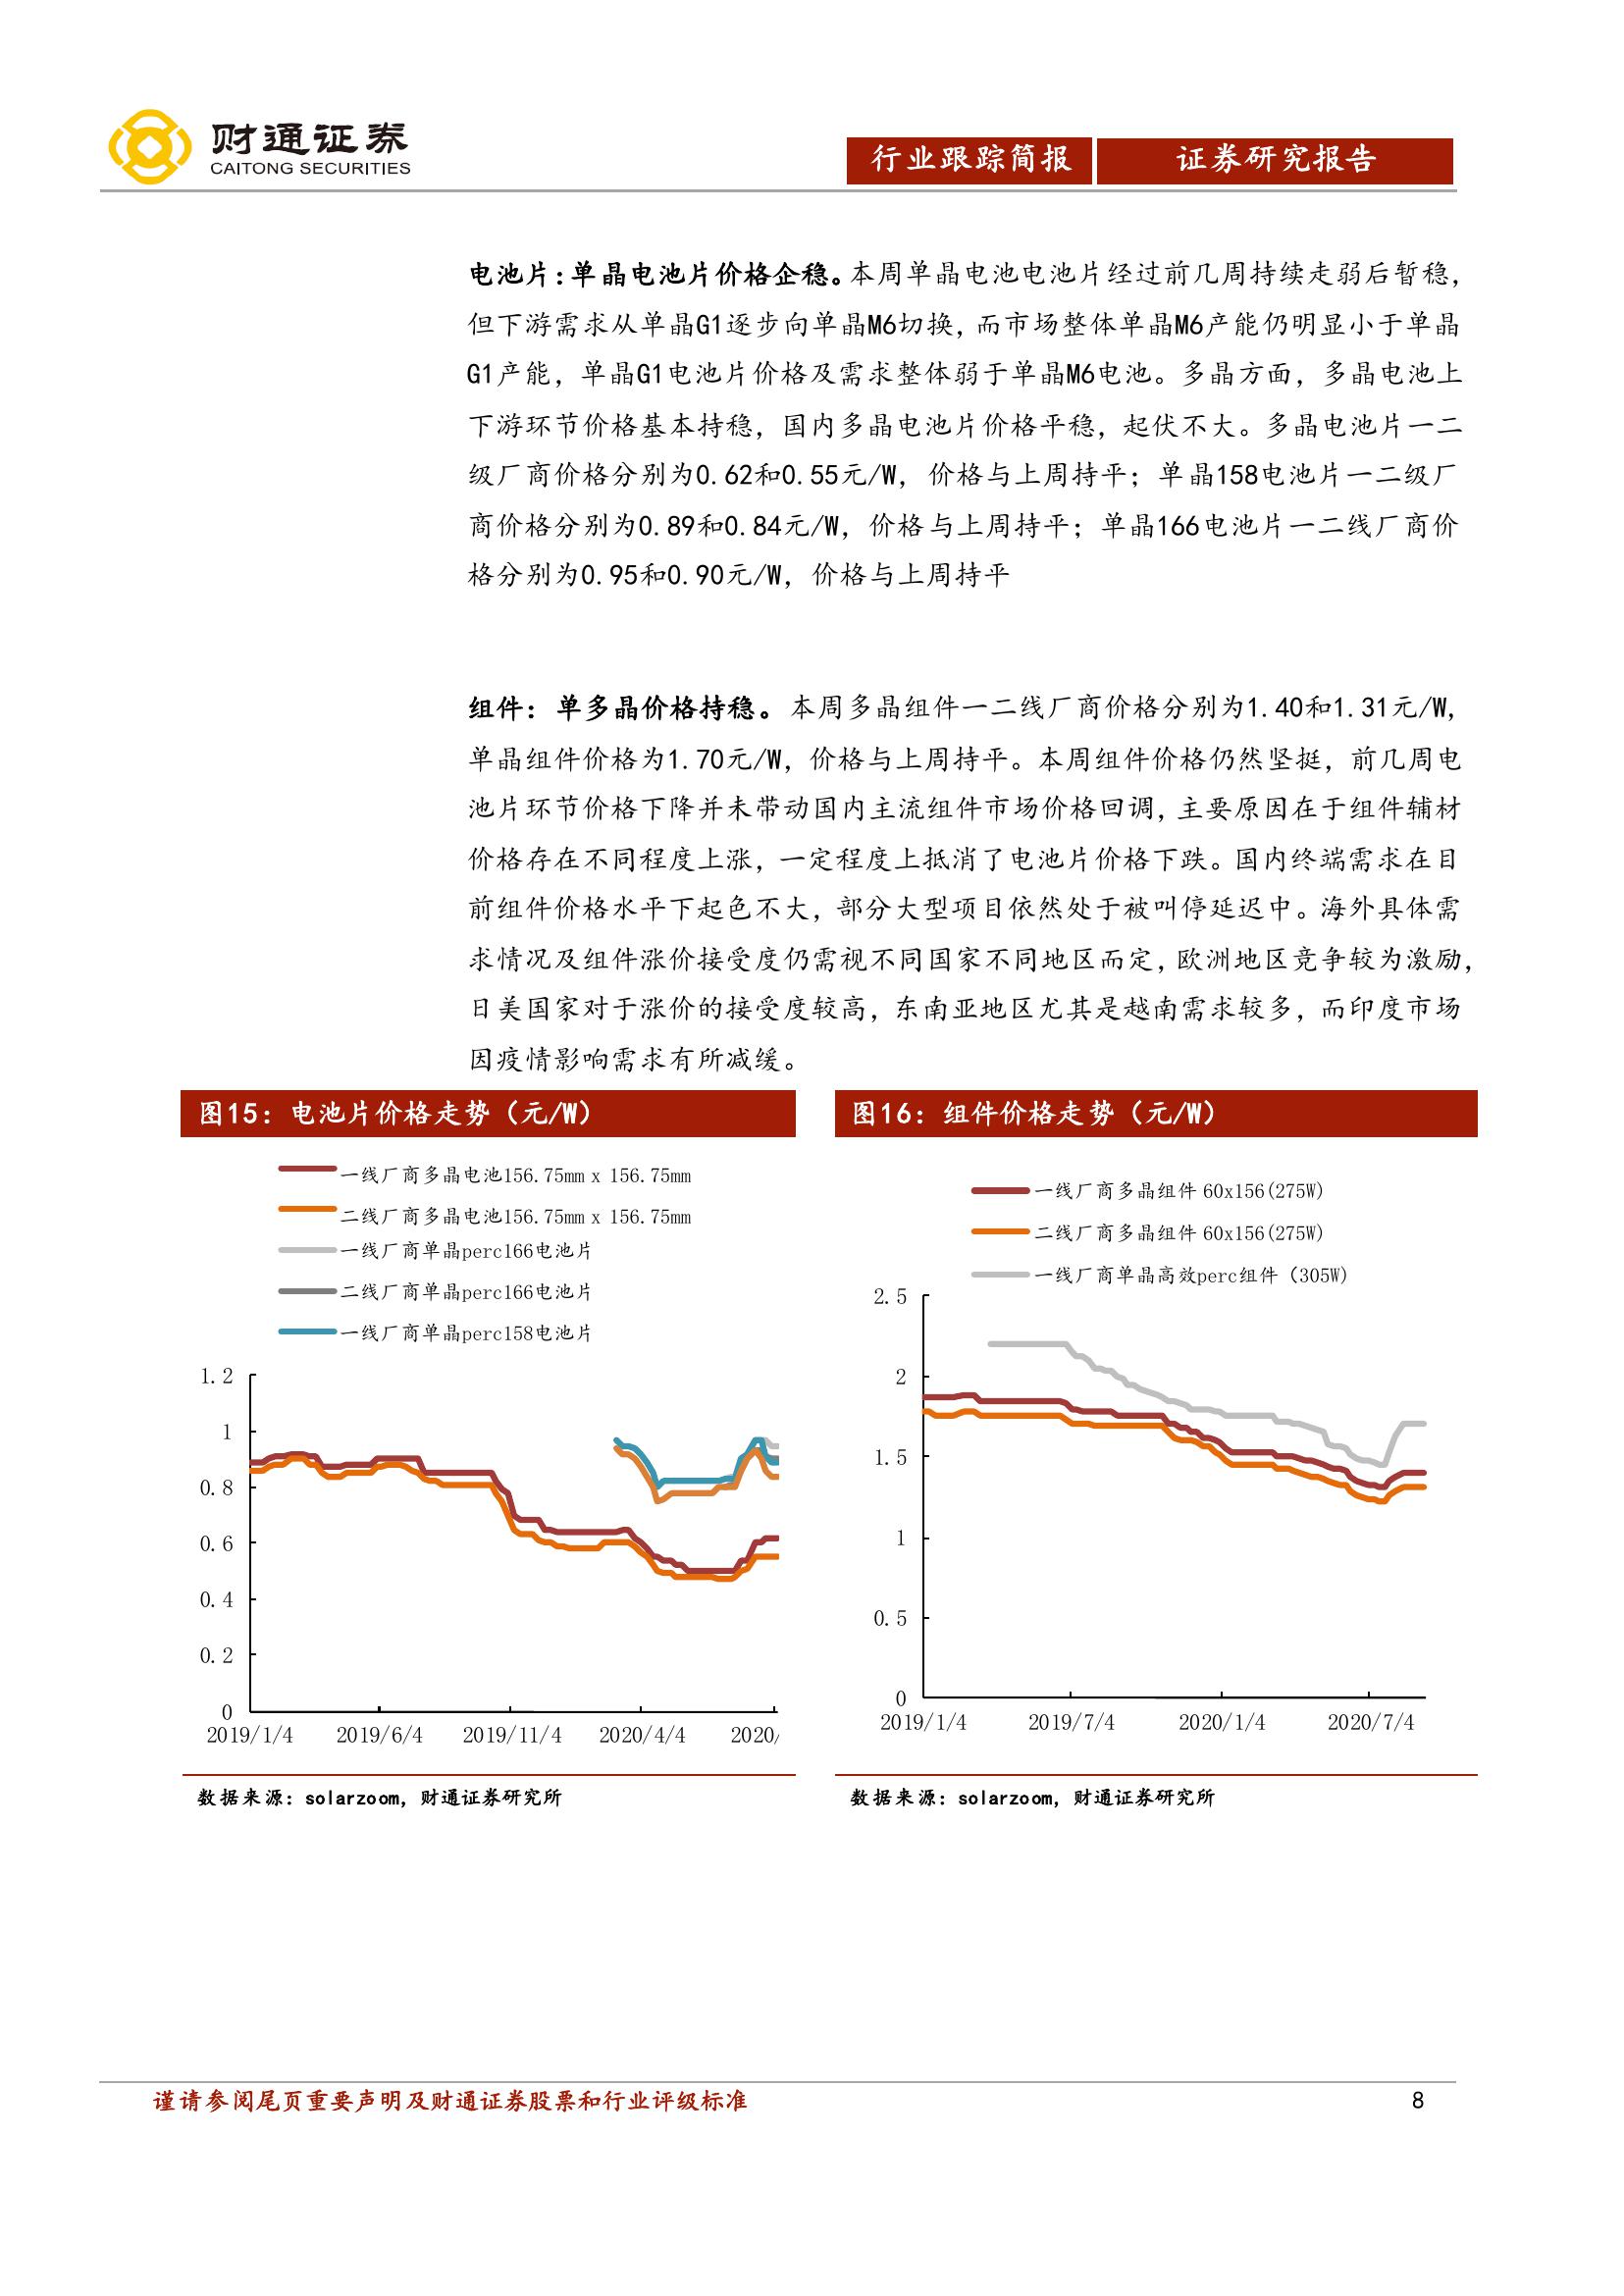 财通证券
CAITONG SECURITIES
行业跟踪简报 证券研究报告
电池片：单晶电池片价格企稳。本周单晶电池电池片经过前几周持续走弱后暂稳，
但下游需求从单晶G1逐步向单晶M6切换，而市场整体单晶M6产能仍明显小于单晶
G1产能，单晶G1电池片价格及需求整体弱于单晶M6电池。多晶方面，多晶电池上
下游环节价格基本持稳，国内多晶电池片价格平稳，起伏不大。多晶电池片一二
级厂商价格分别为0.62和0.55元/W，价格与上周持平；单晶158电池片一二级厂
商价格分别为0.89和0.84元/W，价格与上周持平；单晶166电池片一二线厂商价
格分别为0.95和0.90元/W，价格与上周持平
组件：单多晶价格持稳。本周多晶组件一二线厂商价格分别为1.40和1.31元/W，
单晶组件价格为1.70元/W，价格与上周持平。本周组件价格仍然坚挺，前几周电
池片环节价格下降并未带动国内主流组件市场价格回调，主要原因在于组件辅材
价格存在不同程度上涨，一定程度上抵消了电池片价格下跌。国内终端需求在目
前组件价格水平下起色不大，部分大型项目依然处于被叫停延迟中。海外具体需
求情况及组件涨价接受度仍需视不同国家不同地区而定，欧洲地区竞争较为激励，
日美国家对于涨价的接受度较高，东南亚地区尤其是越南需求较多，而印度市场
因疫情影响需求有所减缓。
图15：电池片价格走势（元/W）
一线厂商多晶电池156.75mm x 156.75mm
二线厂商多晶电池156.75mm x 156.75mm
一线厂商单晶perc166电池片
二线厂商单晶perc166电池片
一线厂商单晶perc158电池片
1.2
1
0.8
0.6
0.4
0.2
0
2019/1/4 2019/6/4 2019/11/4 2020/4/4 2020/
数据来源：solarzoom，财通证券研究所
图16：组件价格走势（元/W）
一线厂商多晶组件 60x156(275W)
二线厂商多晶组件 60x156(275W)
一线厂商单晶高效perc组件（305W)
2.5
2
1.5
1
0.5
0
2019/1/4 2019/7/4 2020/1/4 2020/7/4
数据来源：solarzoom，财通证券研究所
谨请参阅尾页重要声明及财通证券股票和行业评级标准 8